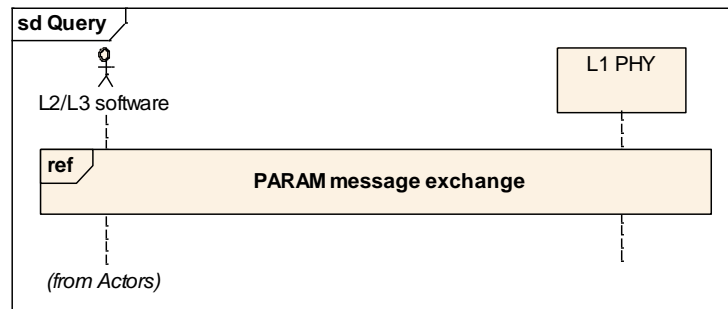 sd Query
L2/L3 software
L1 PHY
ref
PARAM message exchange
(from Actors)